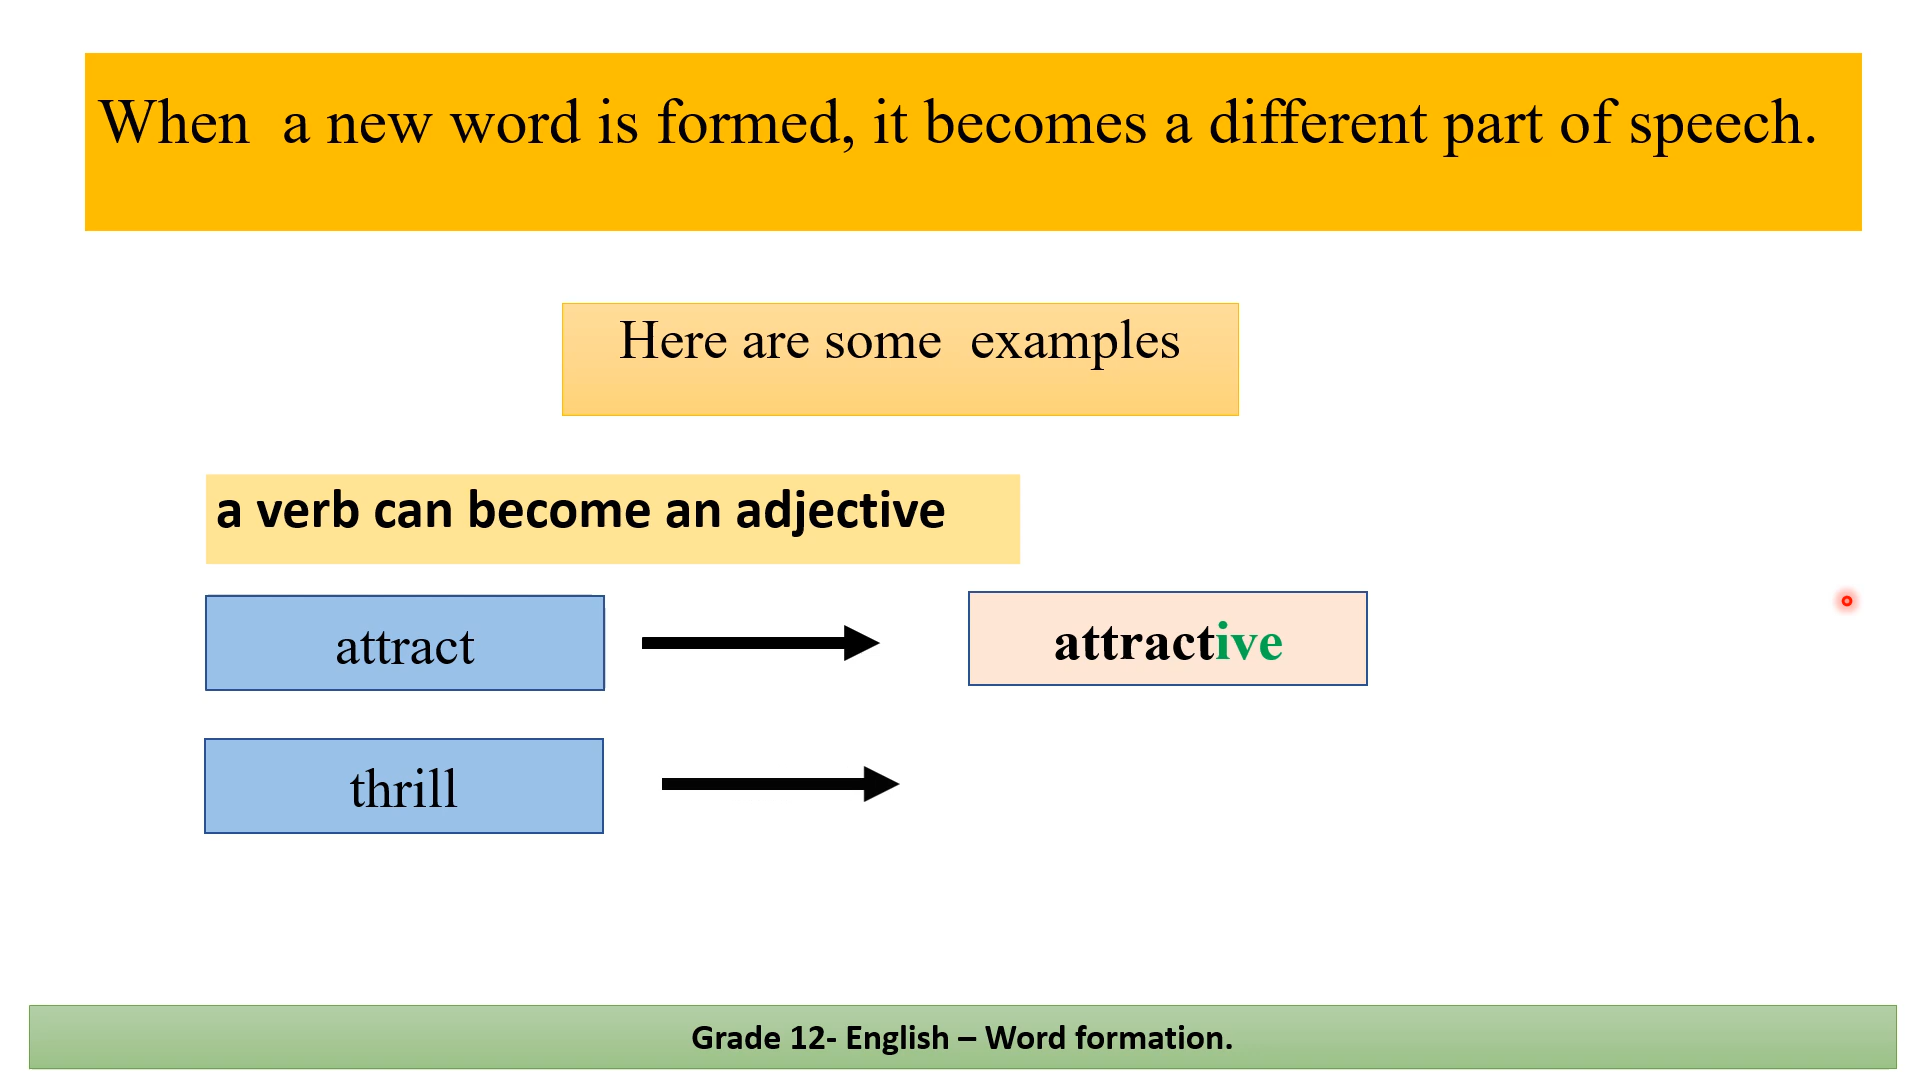 When  a new word is formed, it becomes a different part of speech.
Here are some  examples
a verb can become an adjective
attract
attractive
thrill
Grade 12- English – Word formation.